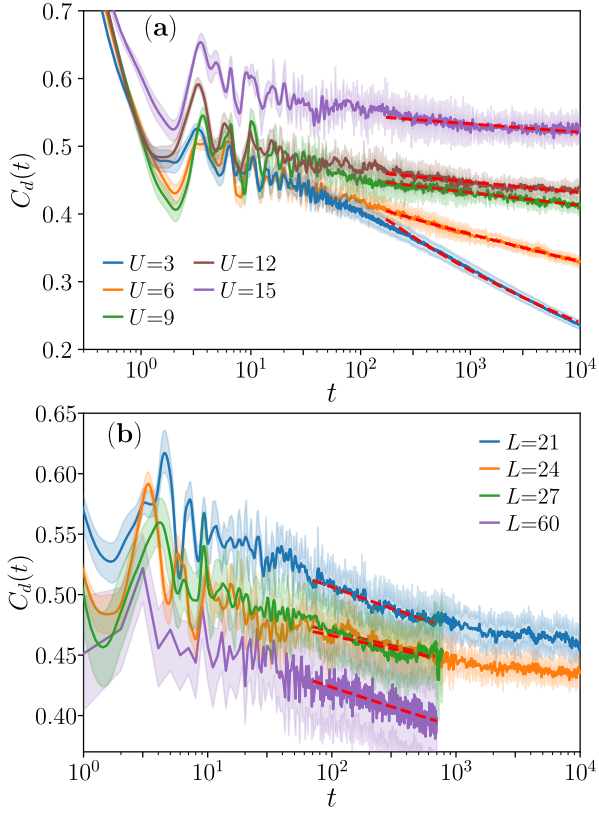 (a)
0.7
0.6
0.5
0.4
0.3
0.2
C_d(t)
U=3 U=12
U=6 U=15
U=9
10^0 10^1 10^2 10^3 10^4
t
(b)
0.65
0.60
0.55
0.50
0.45
0.40
C_d(t)
L=21
L=24
L=27
L=60
10^0 10^1 10^2 10^3 10^4
t